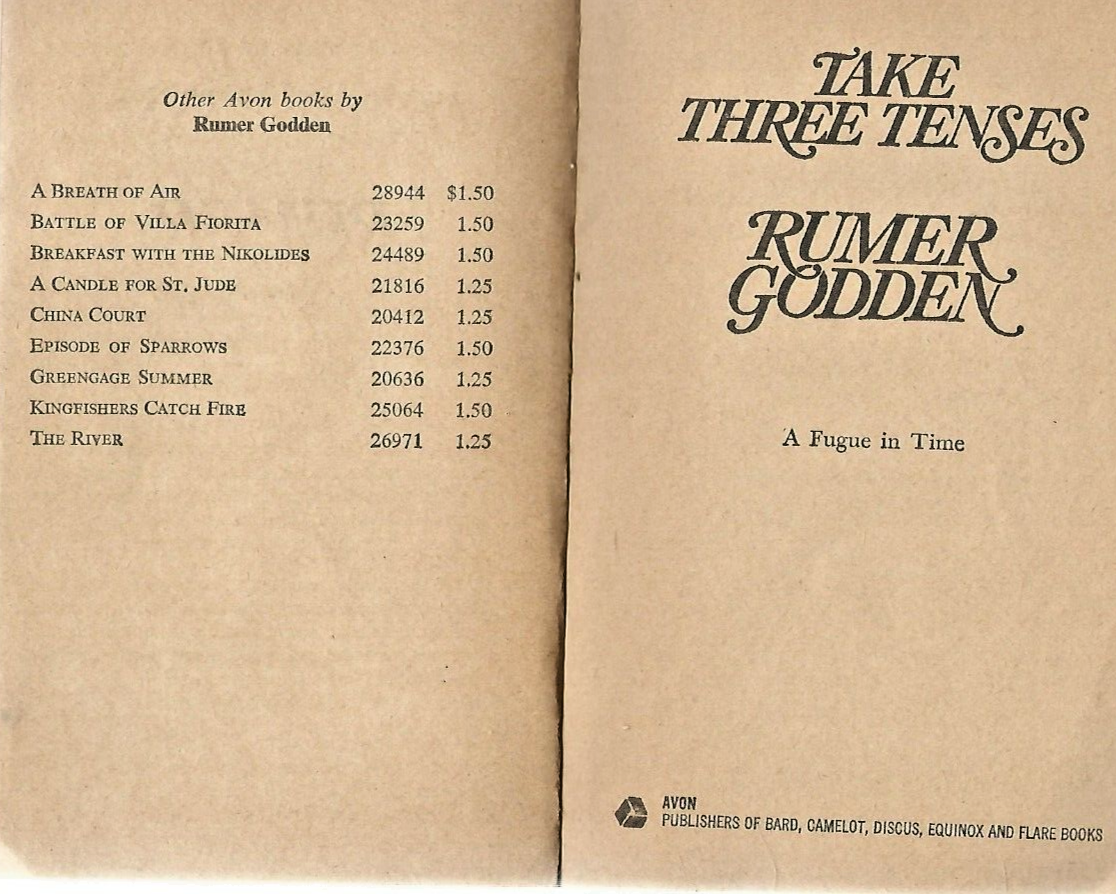 Other Avon books by
Rumer Godden
A BREATH OF AIR 28944 $1.50
BATTLE OF VILLA FIORITA 23259 1.50
BREAKFAST WITH THE NIKOLIDES 24489 1.50
A CANDLE FOR ST. JUDE 21816 1.25
CHINA COURT 20412 1.25
EPISODE OF SPARROWS 22376 1.50
GREENGAGE SUMMER 20636 1.25
KINGFISHERS CATCH FIRE 25064 1.50
THE RIVER 26971 1.25
TAKE
THREE TENSES
RUMER
GODDEN
A Fugue in Time
AVON
PUBLISHERS OF BARD, CAMELOT, DISCUS, EQUINOX AND FLARE BOOKS